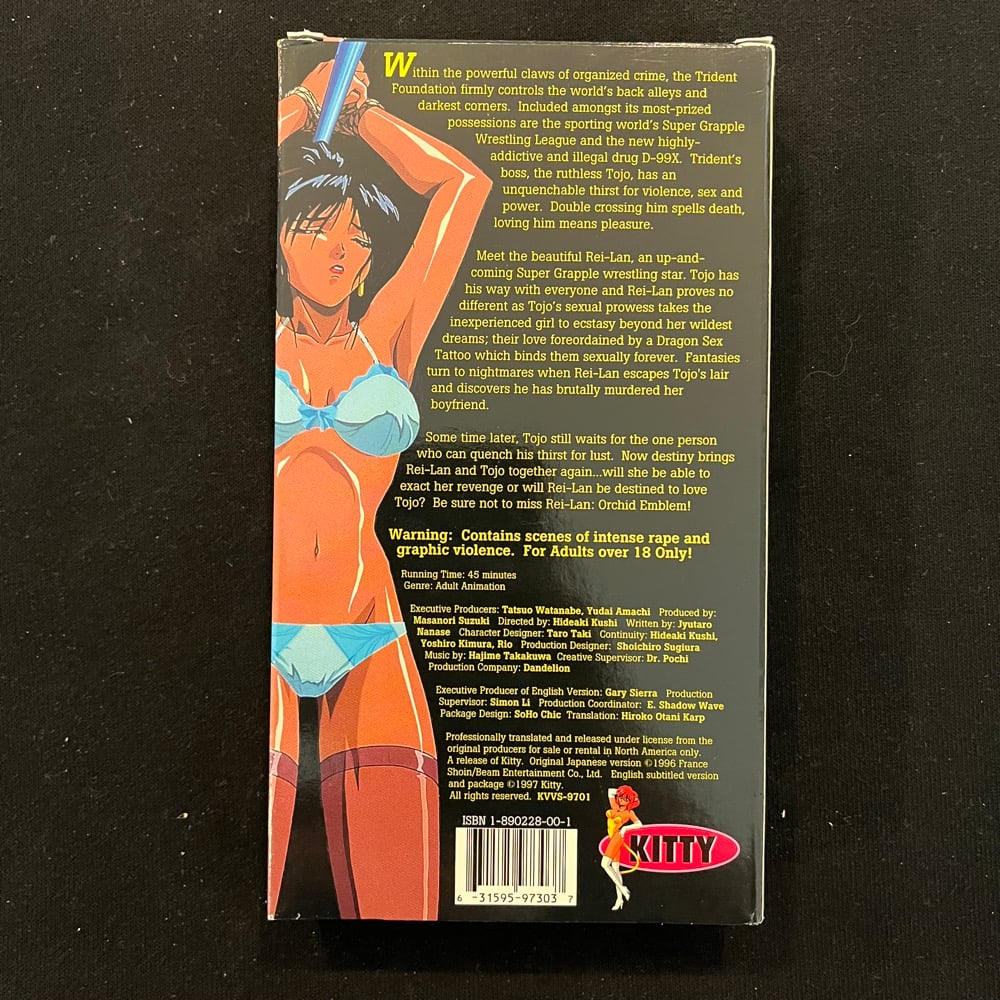 Within the powerful claws of organized crime, the Trident
Foundation firmly controls the world's back alleys and
darkest corners. Included amongst its most-prized
possessions are the sporting world's Super Grapple
Wrestling League and the new highly-
addictive and illegal drug D-99X. Trident's
boss, the ruthless Tojo, has an
unquenchable thirst for violence, sex and
power. Double crossing him spells death,
loving him means pleasure.
Meet the beautiful Rei-Lan, an up-and-
coming Super Grapple wrestling star. Tojo has
his way with everyone and Rei-Lan proves no
different as Tojo's sexual prowess takes the
inexperienced girl to ecstasy beyond her wildest
dreams; their love foreordained by a Dragon Sex
Tattoo which binds them sexually forever. Fantasies
turn to nightmares when Rei-Lan escapes Tojo's lair
and discovers he has brutally murdered her
boyfriend.
Some time later, Tojo still waits for the one person
who can quench his thirst for lust. Now destiny brings
Rei-Lan and Tojo together again...will she be able to
exact her revenge or will Rei-Lan be destined to love
Tojo? Be sure not to miss Rei-Lan: Orchid Emblem!
Warning: Contains scenes of intense rape and
graphic violence. For Adults over 18 Only!
Running Time: 45 minutes
Genre: Adult Animation
Executive Producers: Tatsuo Watanabe, Yudai Amachi Produced by:
Masanori Suzuki Directed by: Hideaki Kushi Written by: Jyutaro
Nanase Character Designer: Taro Taki Continuity: Hideaki Kushi,
Yoshiro Kimura, Rio Production Designer: Shoichiro Sugiura
Music by: Hajime Takakuwa Creative Supervisor: Dr. Pochi
Production Company: Dandelion
Executive Producer of English Version: Gary Sierra Production
Supervisor: Simon Li Production Coordinator: E. Shadow Wave
Package Design: SoHo Chic Translation: Hiroko Otani Karp
Professionally translated and released under license from the
original producers for sale or rental in North America only.
A release of Kitty. Original Japanese version ©1996 France
Shoin/Beam Entertainment Co., Ltd. English subtitled version
and package ©1997 Kitty.
All rights reserved. KVVS-9701
ISBN 1-890228-00-1
6 -31595-97303 7
KITTY